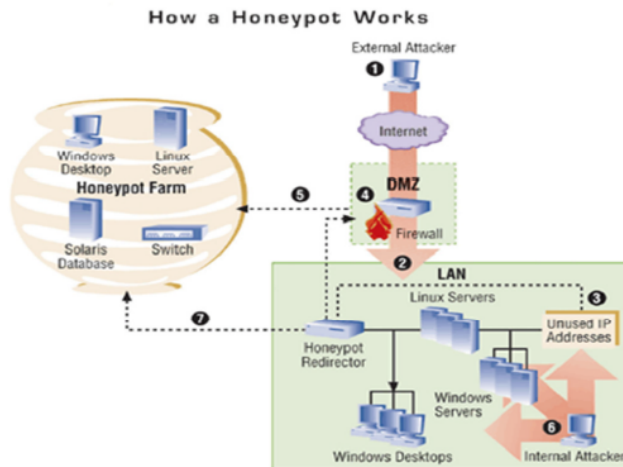 How a Honeypot Works
External Attacker
1
Internet
Windows
Desktop
Linux
Server
Honeypot Farm
Solaris
Database
Switch
5
4
DMZ
Firewall
2
LAN
Linux Servers
3
Unused IP
Addresses
7
Honeypot
Redirector
Windows
Servers
6
Windows Desktops
Internal Attacker